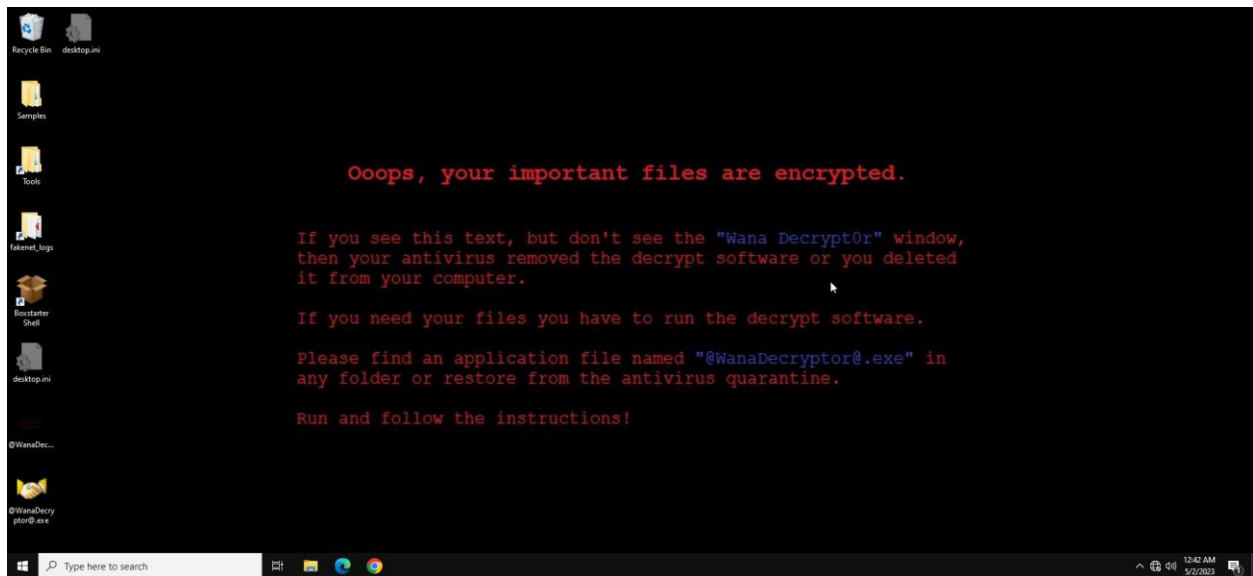 Recycle Bin
desktop.ini
Samples
Tools
fakenet_logs
Boxstarter
Shell
desktop.ini
@WanaDec...
@WanaDecry
ptor@.exe
Ooops, your important files are encrypted.
If you see this text, but don't see the "Wana Decrypt0r" window,
then your antivirus removed the decrypt software or you deleted
it from your computer.
If you need your files you have to run the decrypt software.
Please find an application file named "@WanaDecryptor@.exe" in
any folder or restore from the antivirus quarantine.
Run and follow the instructions!
Type here to search
12:42 AM
5/2/2023